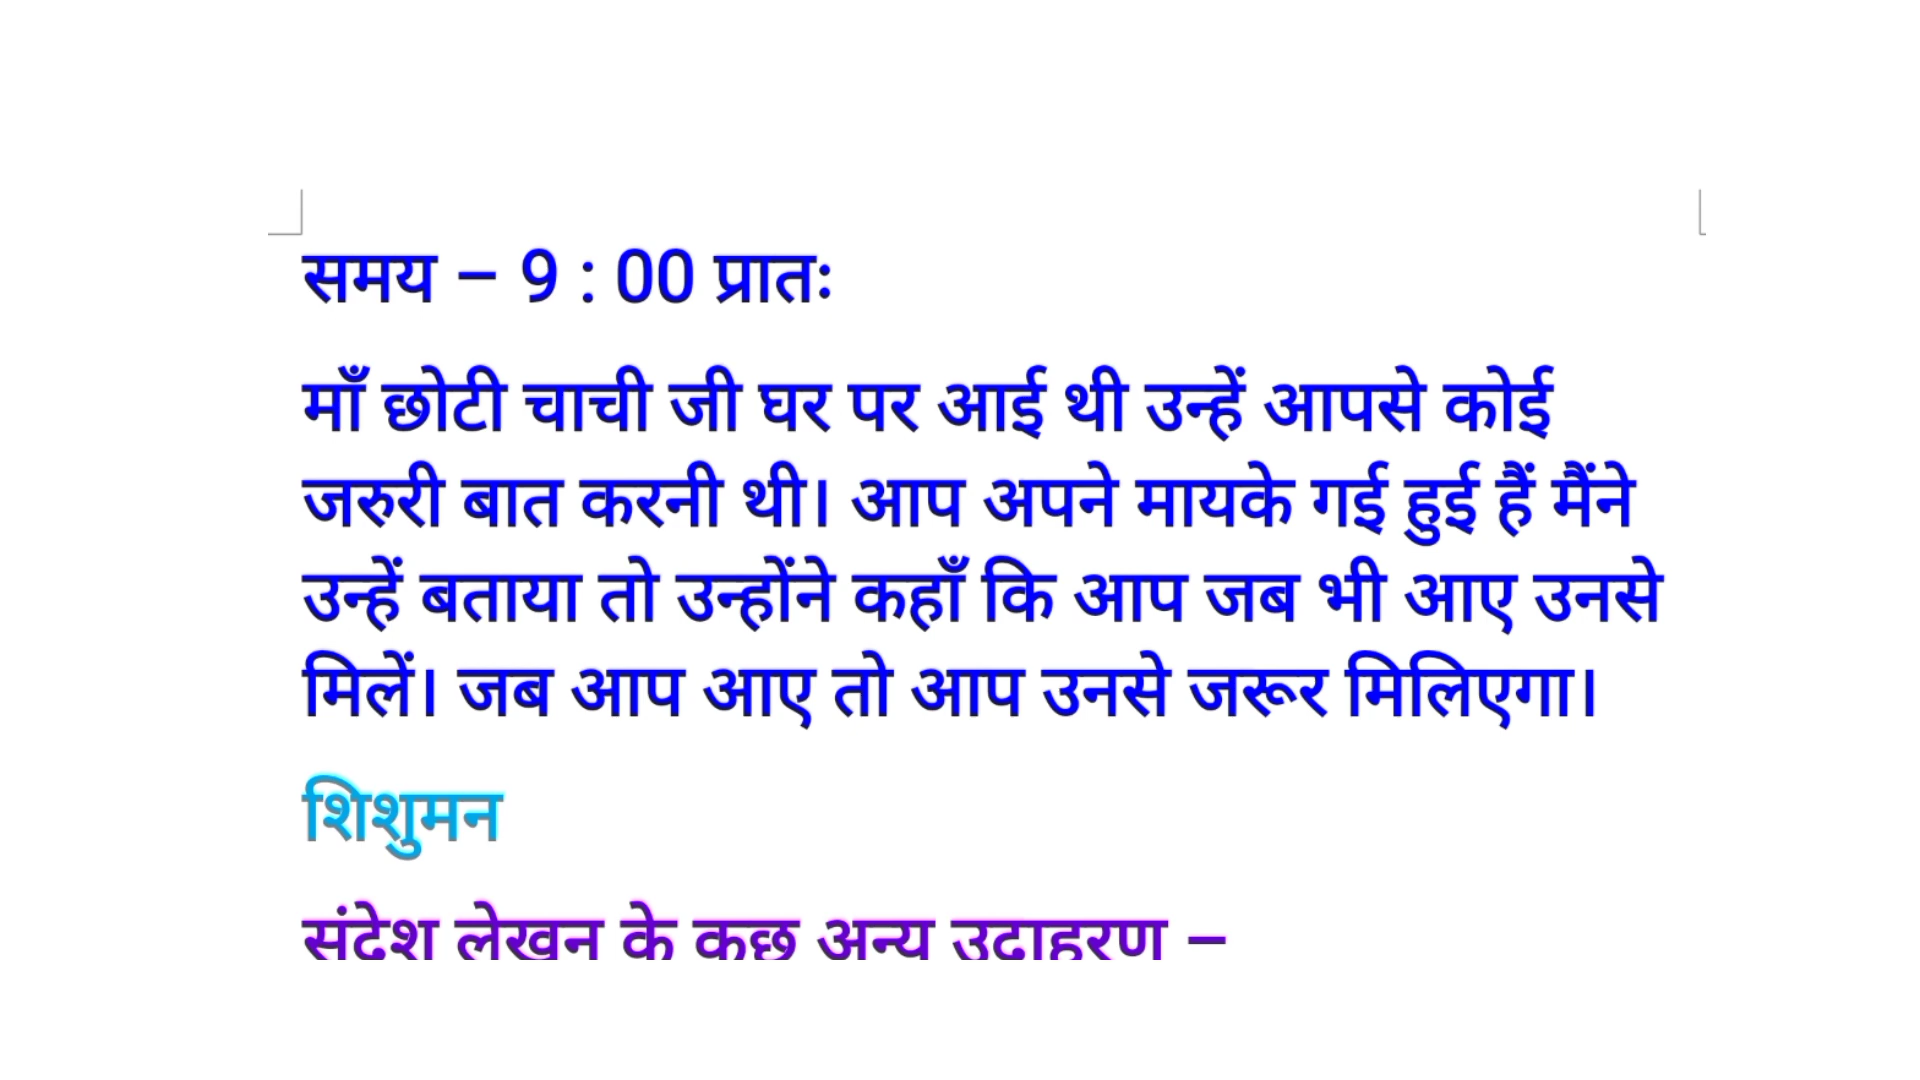 समय – 9 : 00 प्रातः
माँ छोटी चाची जी घर पर आई थी उन्हें आपसे कोई
जरुरी बात करनी थी। आप अपने मायके गई हुई हैं मैंने
उन्हें बताया तो उन्होंने कहाँ कि आप जब भी आए उनसे
मिलें। जब आप आए तो आप उनसे जरूर मिलिएगा।
शिशुमन
संदेश लेखन के कुछ अन्य उदाहरण –